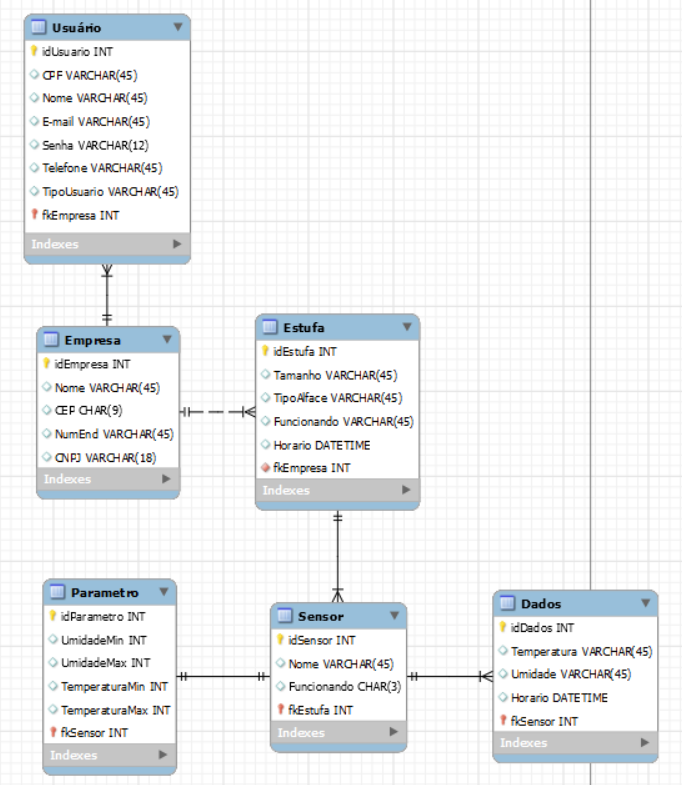 Usuário
idUsuario INT
CPF VARCHAR(45)
Nome VARCHAR(45)
E-mail VARCHAR(45)
Senha VARCHAR(12)
Telefone VARCHAR(45)
TipoUsuario VARCHAR(45)
fkEmpresa INT
Indexes
Empresa
idEmpresa INT
Nome VARCHAR(45)
CEP CHAR(9)
NumEnd VARCHAR(45)
CNPJ VARCHAR(18)
Indexes
Estufa
idEstufa INT
Tamanho VARCHAR(45)
TipoAlface VARCHAR(45)
Funcionando VARCHAR(45)
Horario DATETIME
fkEmpresa INT
Indexes
Parametro
idParametro INT
UmidadeMin INT
UmidadeMax INT
TemperaturaMin INT
TemperaturaMax INT
fkSensor INT
Indexes
Sensor
idSensor INT
Nome VARCHAR(45)
Funcionando CHAR(3)
fkEstufa INT
Indexes
Dados
idDados INT
Temperatura VARCHAR(45)
Umidade VARCHAR(45)
Horario DATETIME
fkSensor INT
Indexes